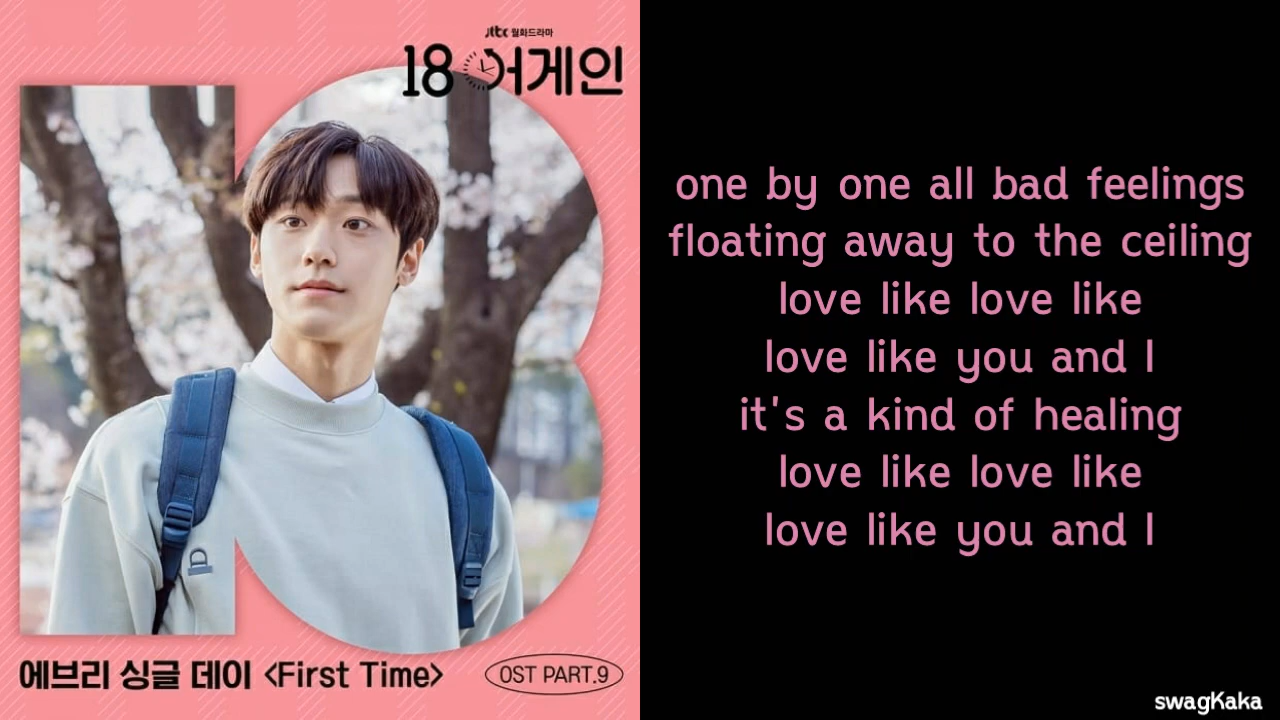 jtbc 월화드라마
18 어게인
에브리 싱글 데이 <First Time>
OST PART.9
one by one all bad feelings
floating away to the ceiling
love like love like
love like you and I
it's a kind of healing
love like love like
love like you and I
swagKaka